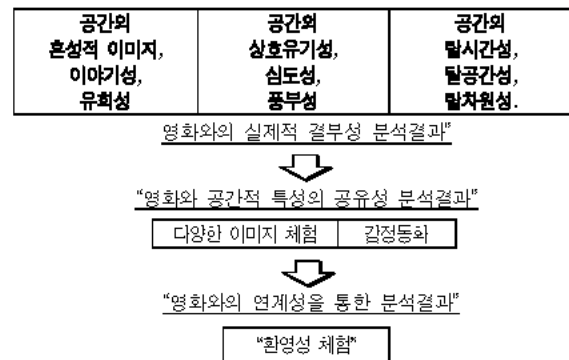 공간의
혼성적 이미지,
이야기성,
유희성
공간의
상호유기성,
심도성,
풍부성
공간의
탈시간성,
탈공간성,
탈차원성.
영화와의 실제적 결부성 분석결과"
"영화와 공간적 특성의 공유성 분석결과"
다양한 이미지 체험
감정동화
"영화와의 연계성을 통한 분석결과"
"환영성 체험"